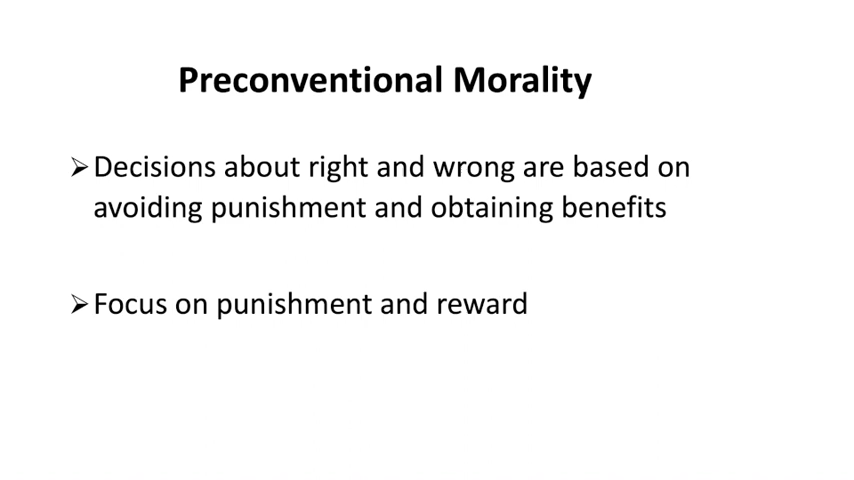 Preconventional Morality
➢Decisions about right and wrong are based on
avoiding punishment and obtaining benefits
➢Focus on punishment and reward